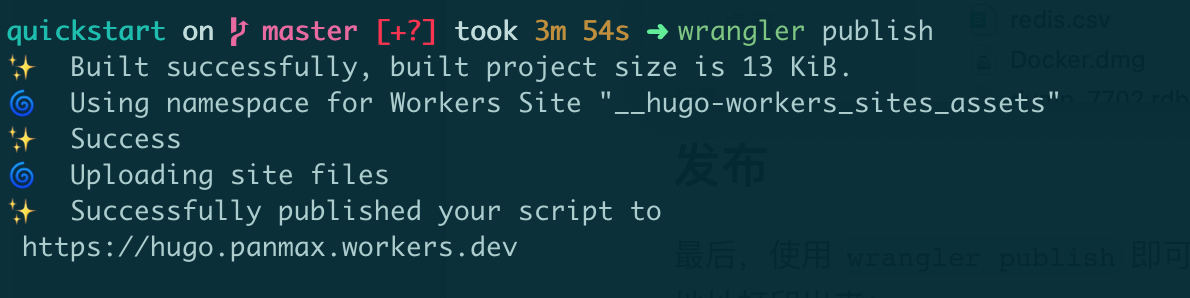 quickstart on master [+?] took 3m 54s ➜ wrangler publish
✨ Built successfully, built project size is 13 KiB.
🌀 Using namespace for Workers Site "__hugo-workers_sites_assets"
✨ Success
🌀 Uploading site files
✨ Successfully published your script to
https://hugo.panmax.workers.dev
redis.csv
Docker.dmg
发布
最后，使用 wrangler publish 即可